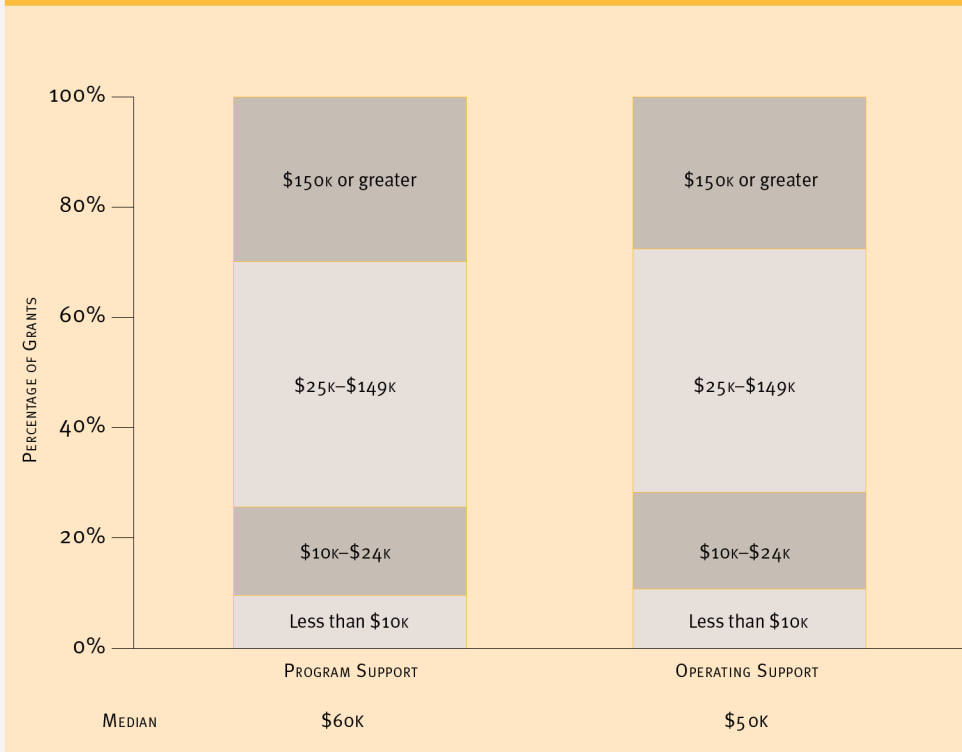 100%
80%
60%
40%
20%
0%
Percentage of Grants
$150K or greater
$25K–$149K
$10K–$24K
Less than $10K
$150K or greater
$25K–$149K
$10K–$24K
Less than $10K
Program Support
Operating Support
Median
$60K
$50K